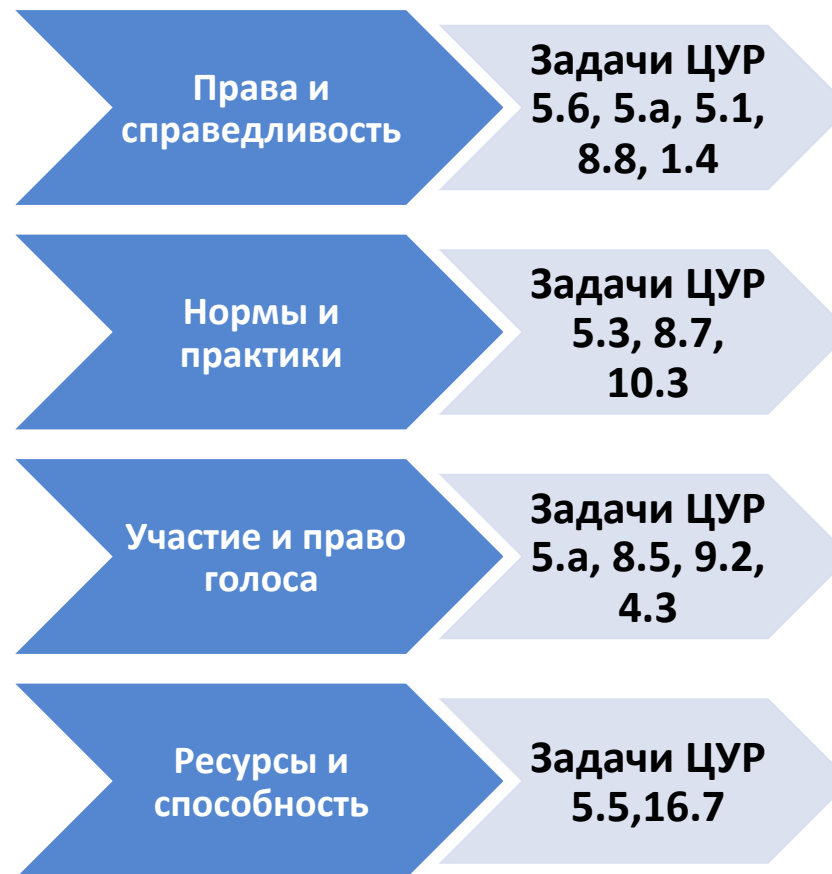 Права и
справедливость
Задачи ЦУР
5.6, 5.a, 5.1,
8.8, 1.4
Нормы и
практики
Задачи ЦУР
5.3, 8.7,
10.3
Участие и право
голоса
Задачи ЦУР
5.a, 8.5, 9.2,
4.3
Ресурсы и
способность
Задачи ЦУР
5.5,16.7